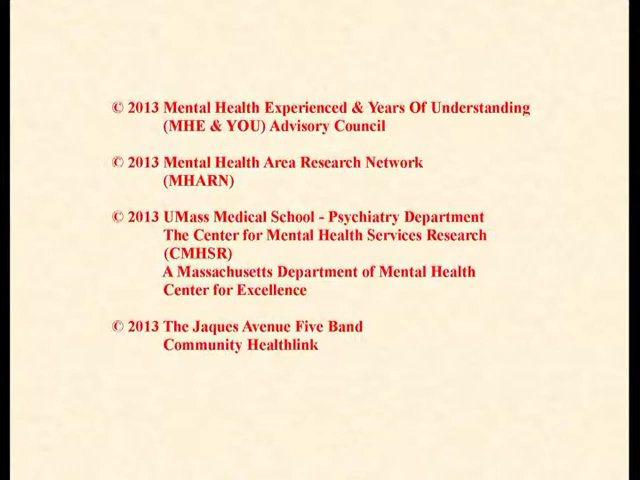 © 2013 Mental Health Experienced & Years Of Understanding
(MHE & YOU) Advisory Council
© 2013 Mental Health Area Research Network
(MHARN)
© 2013 UMass Medical School - Psychiatry Department
The Center for Mental Health Services Research
(CMHSR)
A Massachusetts Department of Mental Health
Center for Excellence
© 2013 The Jaques Avenue Five Band
Community Healthlink